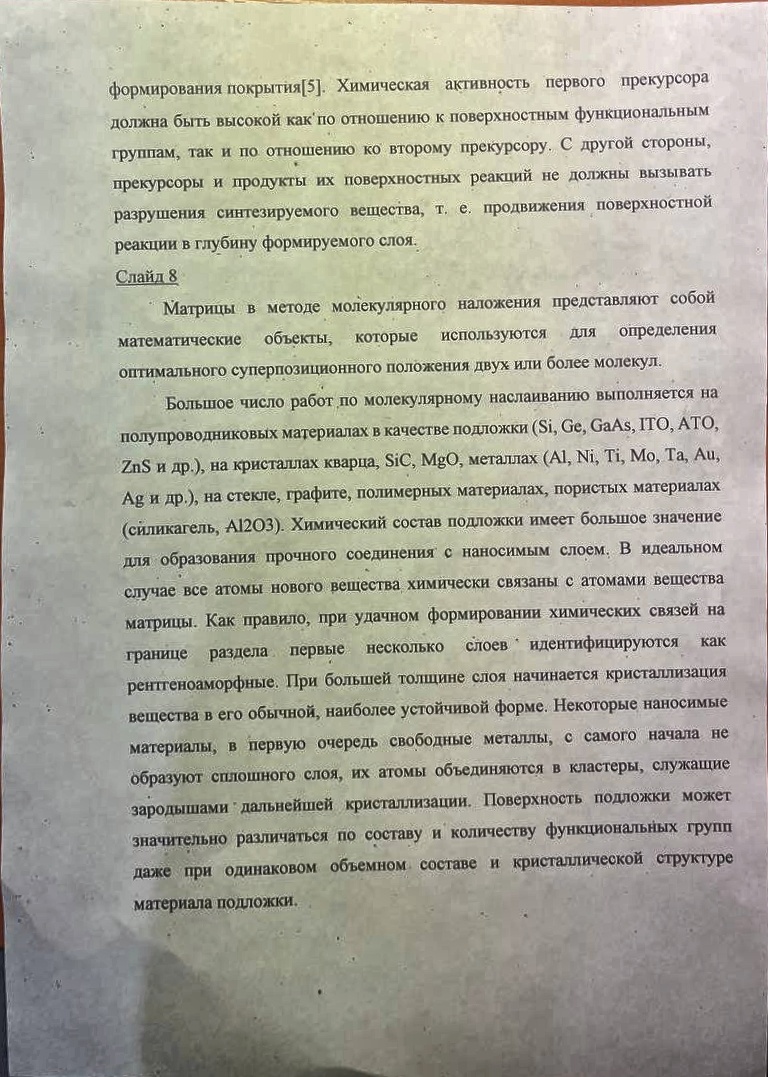 формирования покрытия[5]. Химическая активность первого прекурсора
должна быть высокой как по отношению к поверхностным функциональным
группам, так и по отношению ко второму прекурсору. С другой стороны,
прекурсоры и продукты их поверхностных реакций не должны вызывать
разрушения синтезируемого вещества, т. е. продвижения поверхностной
реакции в глубину формируемого слоя.
Слайд 8
Матрицы в методе молекулярного наложения представляют собой
математические объекты, которые используются для определения
оптимального суперпозиционного положения двух или более молекул.
Большое число работ по молекулярному наслаиванию выполняется на
полупроводниковых материалах в качестве подложки (Si, Ge, GaAs, ITO, ATO,
ZnS и др.), на кристаллах кварца, SiC, MgO, металлах (Al, Ni, Ti, Mo, Ta, Au,
Ag и др.), на стекле, графите, полимерных материалах, пористых материалах
(силикагель, Al2O3). Химический состав подложки имеет большое значение
для образования прочного соединения с наносимым слоем. В идеальном
случае все атомы нового вещества химически связаны с атомами вещества
матрицы. Как правило, при удачном формировании химических связей на
границе раздела первые несколько слоев идентифицируются как
рентгеноаморфные. При большей толщине слоя начинается кристаллизация
вещества в его обычной, наиболее устойчивой форме. Некоторые наносимые
материалы, в первую очередь свободные металлы, с самого начала не
образуют сплошного слоя, их атомы объединяются в кластеры, служащие
зародышами дальнейшей кристаллизации. Поверхность подложки может
значительно различаться по составу и количеству функциональных групп
даже при одинаковом объемном составе и кристаллической структуре
материала подложки.